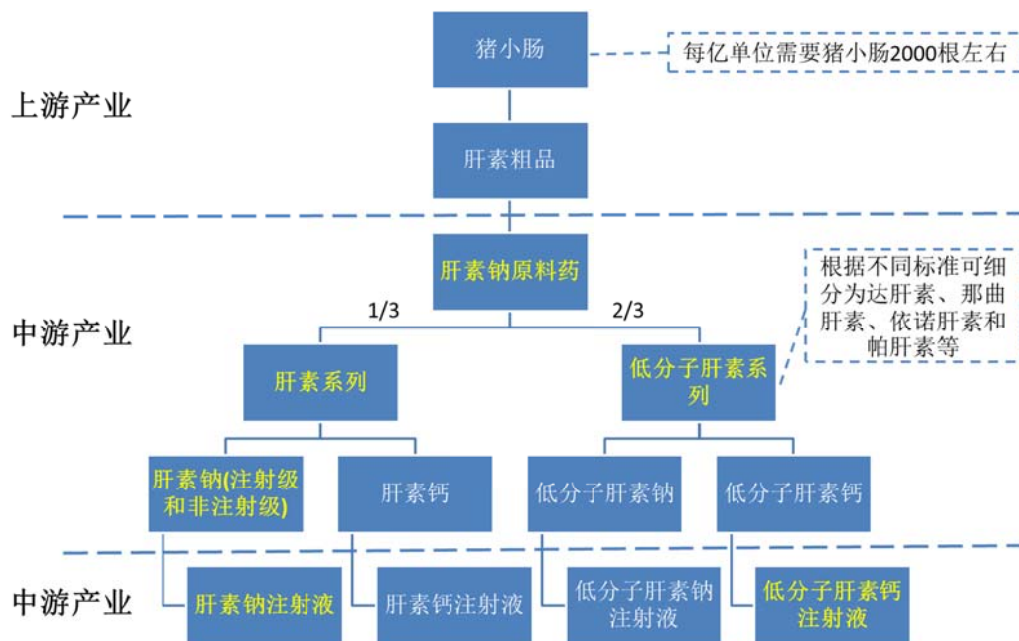 猪小肠
每亿单位需要猪小肠2000根左右
上游产业
肝素粗品
肝素钠原料药
根据不同标准可细
分为达肝素、那曲
肝素、依诺肝素和
帕肝素等
中游产业
1/3
2/3
肝素系列
低分子肝素系
列
肝素钠(注射级
和非注射级)
肝素钙
低分子肝素钠
低分子肝素钙
中游产业
肝素钠注射液
肝素钙注射液
低分子肝素钠
注射液
低分子肝素钙
注射液